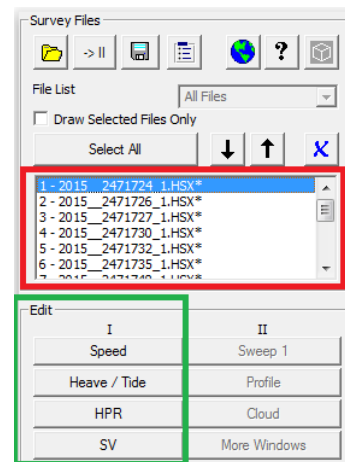 Survey Files
-> II
?
File List
All Files
Draw Selected Files Only
Select All
X
1 - 2015__2471724_1.HSX*
2 - 2015__2471726_1.HSX*
3 - 2015__2471727_1.HSX*
4 - 2015__2471730_1.HSX*
5 - 2015__2471732_1.HSX*
6 - 2015__2471735_1.HSX*
Edit
I II
Speed Sweep 1
Heave / Tide Profile
HPR Cloud
SV More Windows